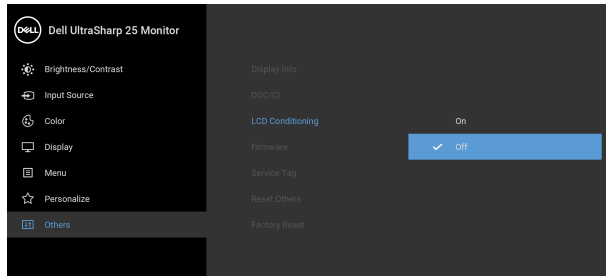 DELL Dell UltraSharp 25 Monitor
Brightness/Contrast
Display Info
Input Source
DDC/CI
Color
LCD Conditioning
On
Display
Firmware
Off
Menu
Service Tag
Personalize
Reset Others
Others
Factory Reset